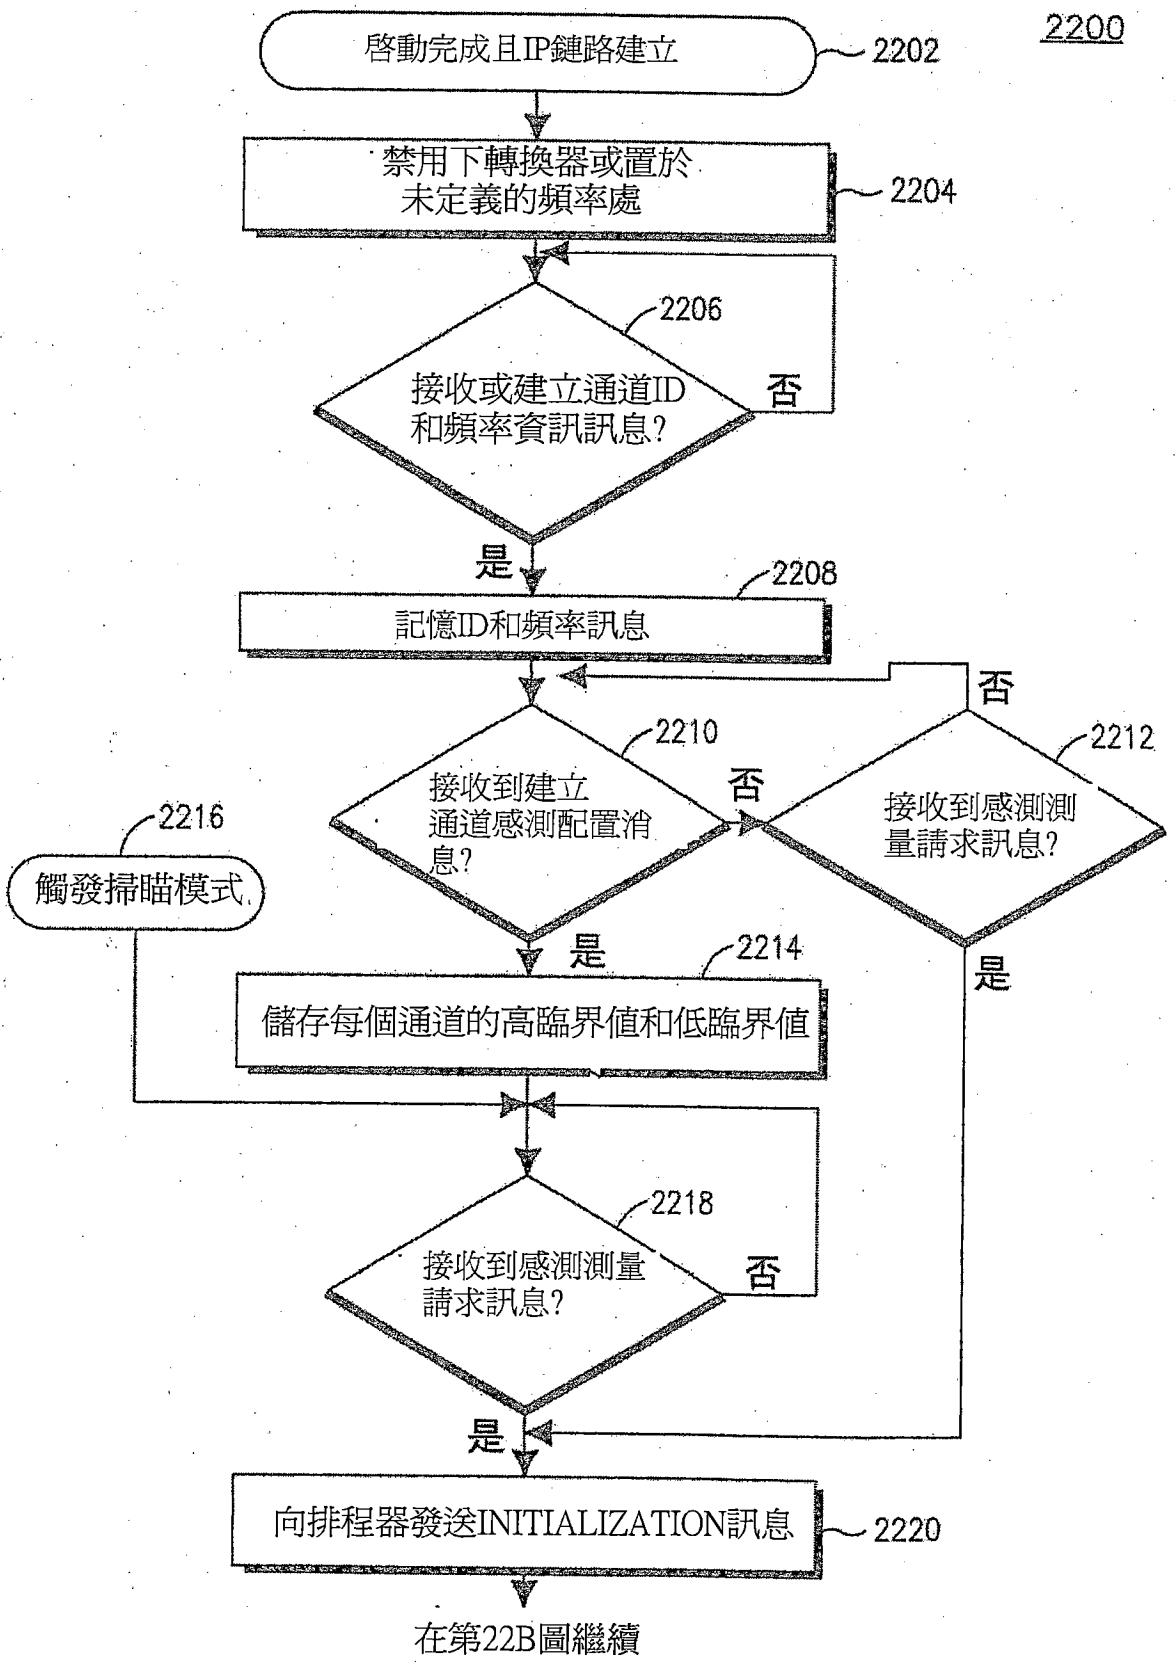 2200
啓動完成且IP鏈路建立
2202
禁用下轉換器或置於
未定義的頻率處
2204
2206
接收或建立通道ID
和頻率資訊訊息?
否
是
2208
記憶ID和頻率訊息
否
2210
2212
接收到建立
通道感測配置消
息?
否
接收到感測測
量請求訊息?
2216
觸發掃瞄模式
是
是
2214
儲存每個通道的高臨界值和低臨界值
2218
接收到感測測量
請求訊息?
否
是
向排程器發送INITIALIZATION訊息
2220
在第22B圖繼續